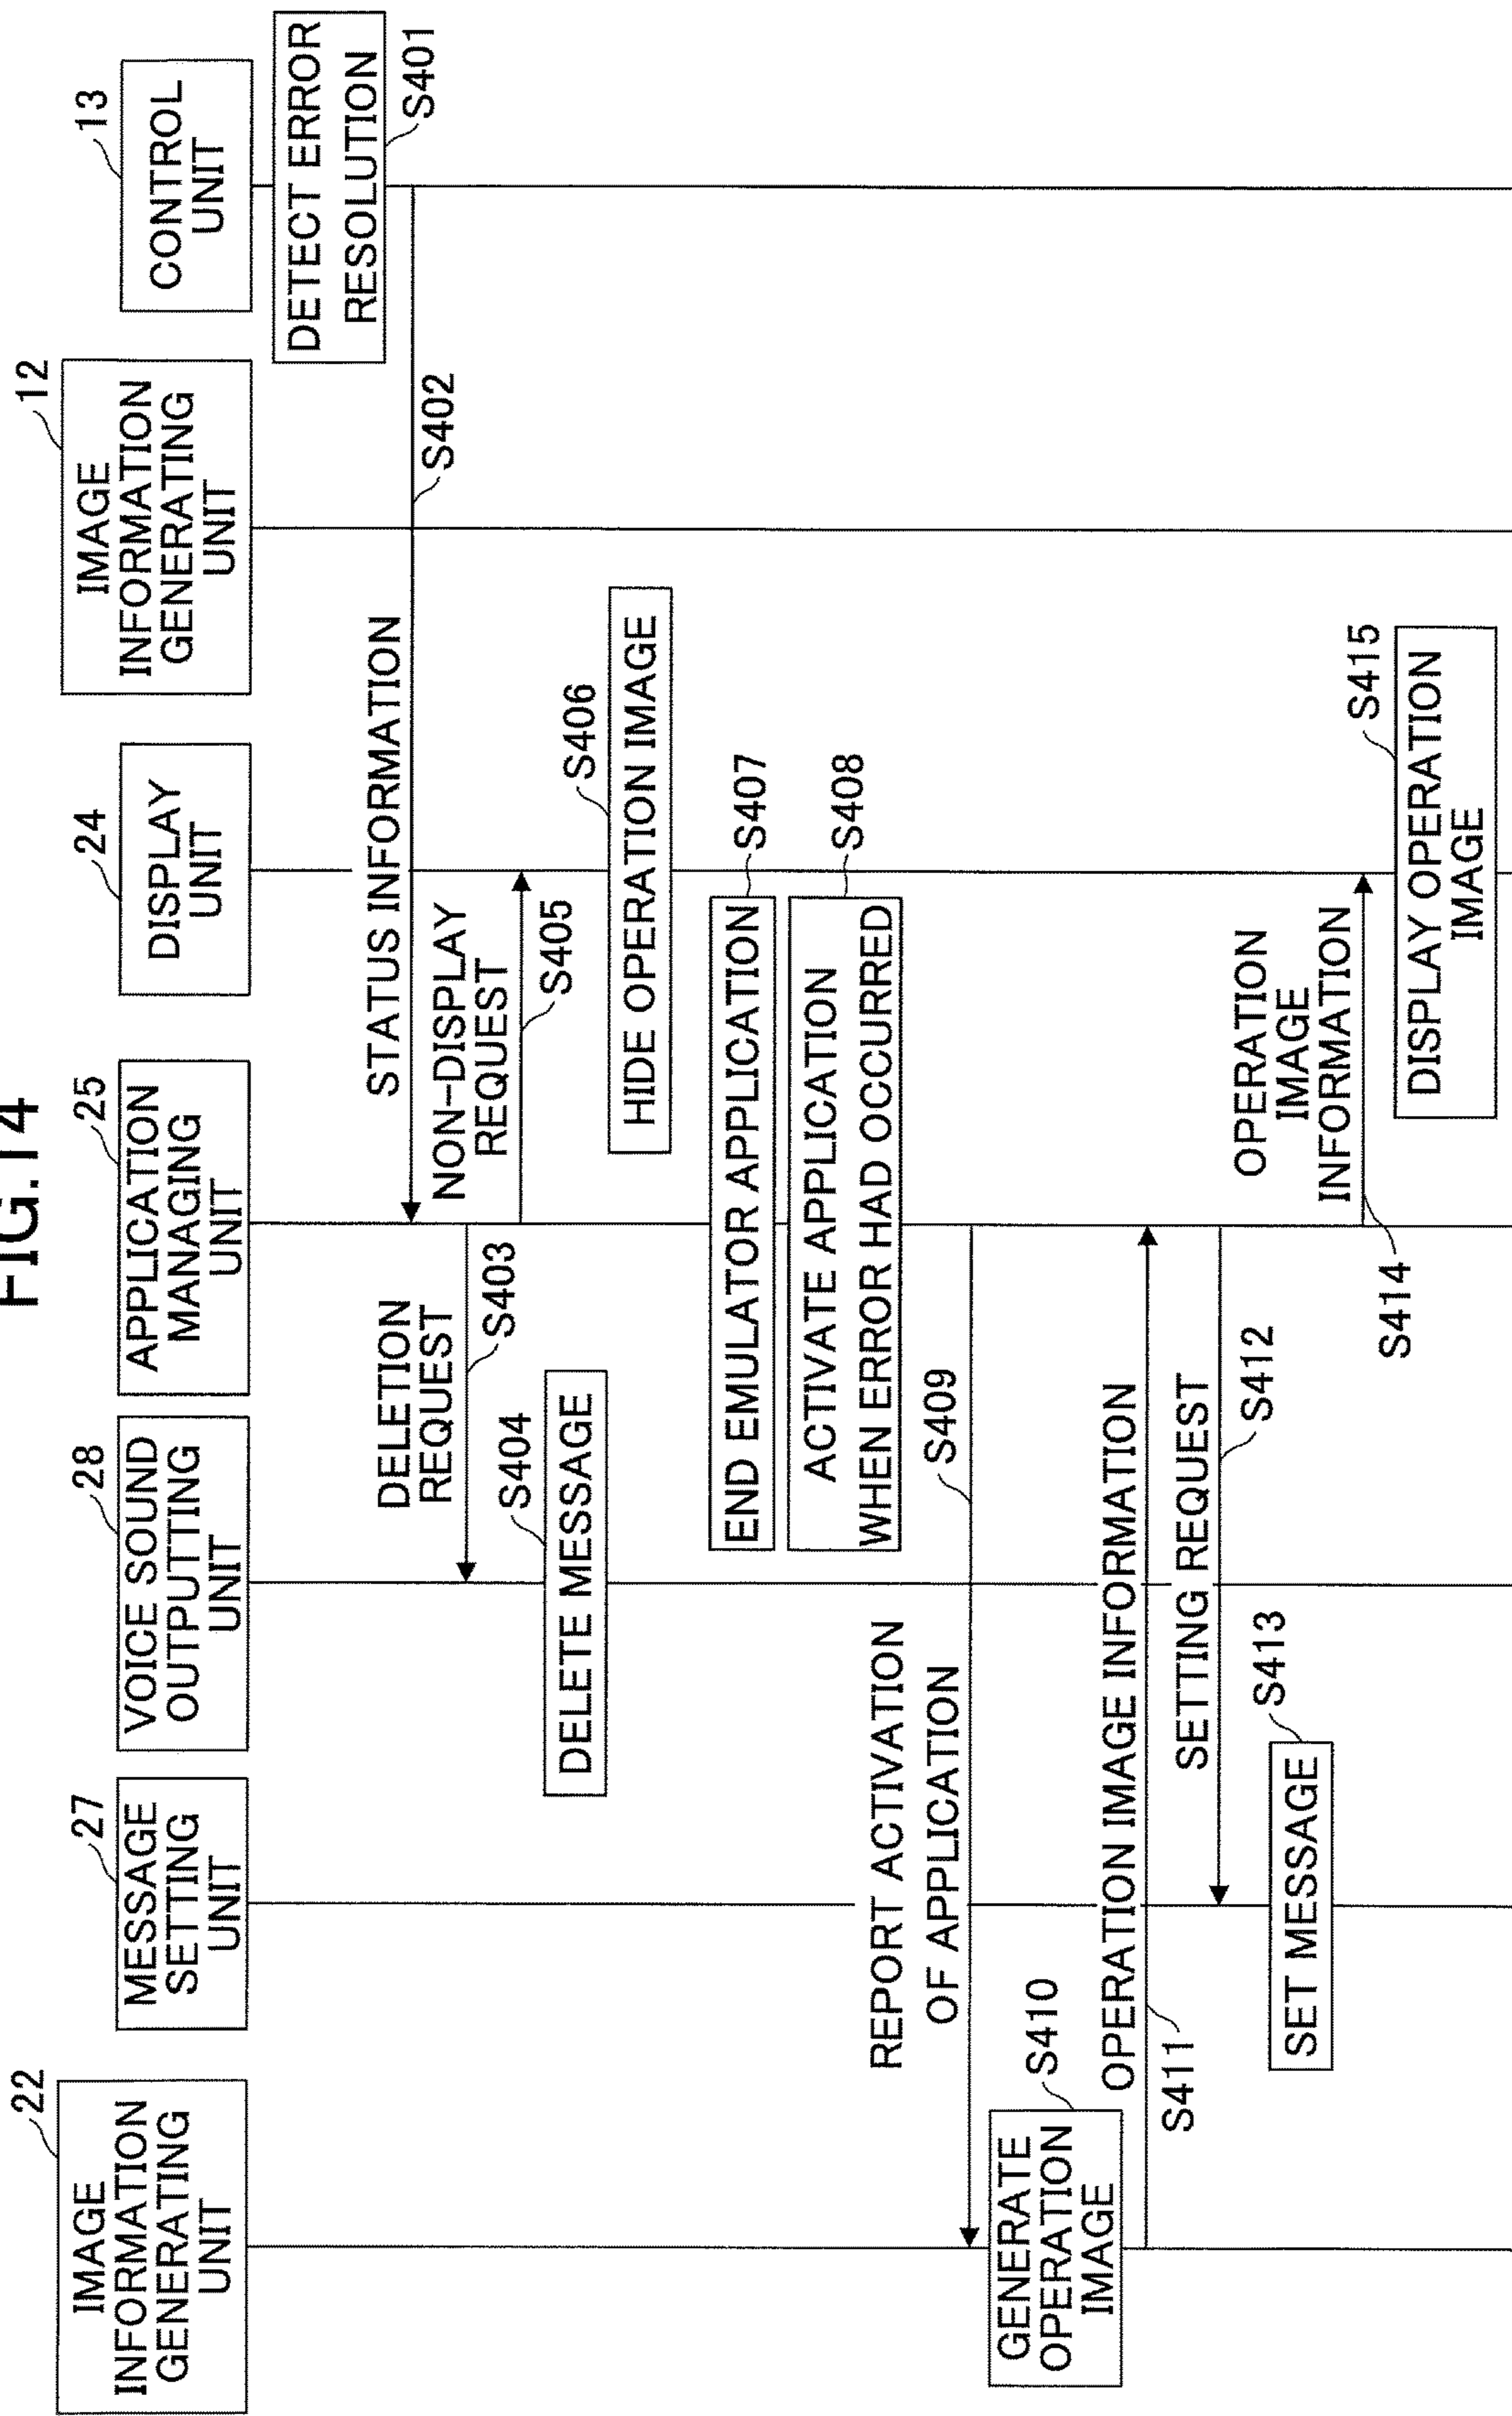 FIG.14
22
IMAGE
INFORMATION
GENERATING
UNIT
27
MESSAGE
SETTING
UNIT
28
VOICE SOUND
OUTPUTTING
UNIT
25
APPLICATION
MANAGING
UNIT
24
DISPLAY
UNIT
12
IMAGE
INFORMATION
GENERATING
UNIT
13
CONTROL
UNIT
DETECT ERROR
RESOLUTION
S401
STATUS INFORMATION
S402
DELETION
REQUEST
S403
NON-DISPLAY
REQUEST
S405
S404
DELETE MESSAGE
S406
HIDE OPERATION IMAGE
END EMULATOR APPLICATION
S407
ACTIVATE APPLICATION
WHEN ERROR HAD OCCURRED
S408
REPORT ACTIVATION
OF APPLICATION
S409
GENERATE
OPERATION
IMAGE
S410
OPERATION IMAGE INFORMATION
S411
SETTING REQUEST
S412
SET MESSAGE
S413
OPERATION
IMAGE
INFORMATION
S414
S415
DISPLAY OPERATION
IMAGE